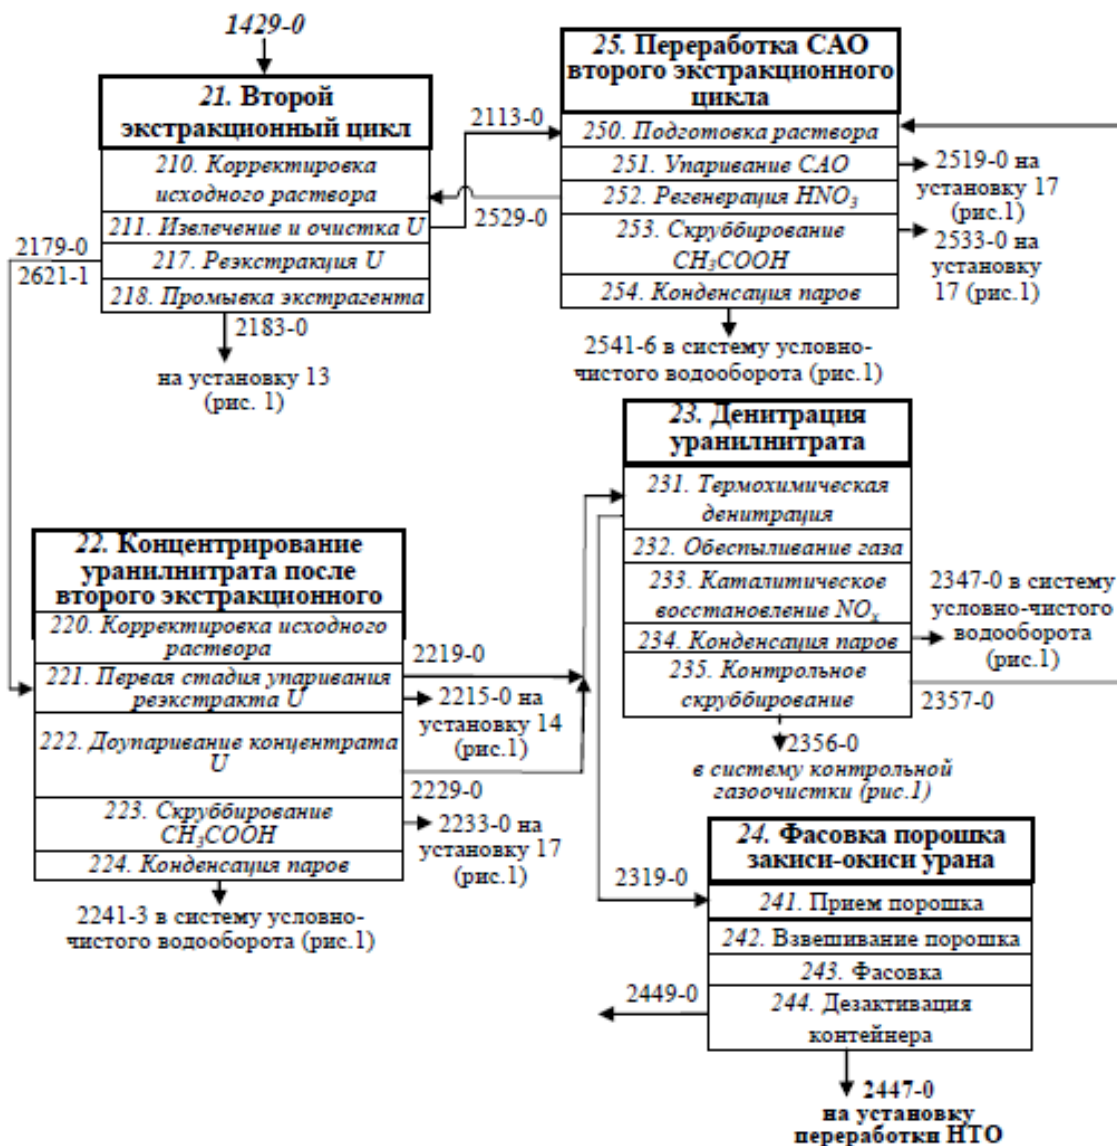 1429-0
21. Второй
экстракционный цикл
210. Корректировка
исходного раствора
211. Извлечение и очистка U
217. Реэкстракция U
218. Промывка экстрагента
2183-0
на установку 13
(рис. 1)
2179-0
2621-1
2113-0
2529-0
25. Переработка САО
второго экстракционного
цикла
250. Подготовка раствора
251. Упаривание САО
252. Регенерация HNO₃
253. Скруббирование
CH₃COOH
254. Конденсация паров
2519-0 на
установку 17
(рис.1)
2533-0 на
установку
17 (рис.1)
2541-6 в систему условно-
чистого водооборота (рис.1)
22. Концентрирование
уранилнитрата после
второго экстракционного
220. Корректировка исходного
раствора
221. Первая стадия упаривания
реэкстракта U
222. Доупаривание концентрата
U
223. Скруббирование
CH₃COOH
224. Конденсация паров
2219-0
2215-0 на
установку 14
(рис.1)
2229-0
2233-0 на
установку 17
(рис.1)
2241-3 в систему условно-
чистого водооборота (рис.1)
23. Денитрация
уранилнитрата
231. Термохимическая
денитрация
232. Обеспыливание газа
233. Каталитическое
восстановление NOₓ
234. Конденсация паров
235. Контрольное
скруббирование
2347-0 в систему
условно-чистого
водооборота
(рис.1)
2357-0
2356-0
в систему контрольной
газоочистки (рис.1)
2319-0
24. Фасовка порошка
закиси-окиси урана
241. Прием порошка
242. Взвешивание порошка
243. Фасовка
244. Дезактивация
контейнера
2449-0
2447-0
на установку
переработки НТО